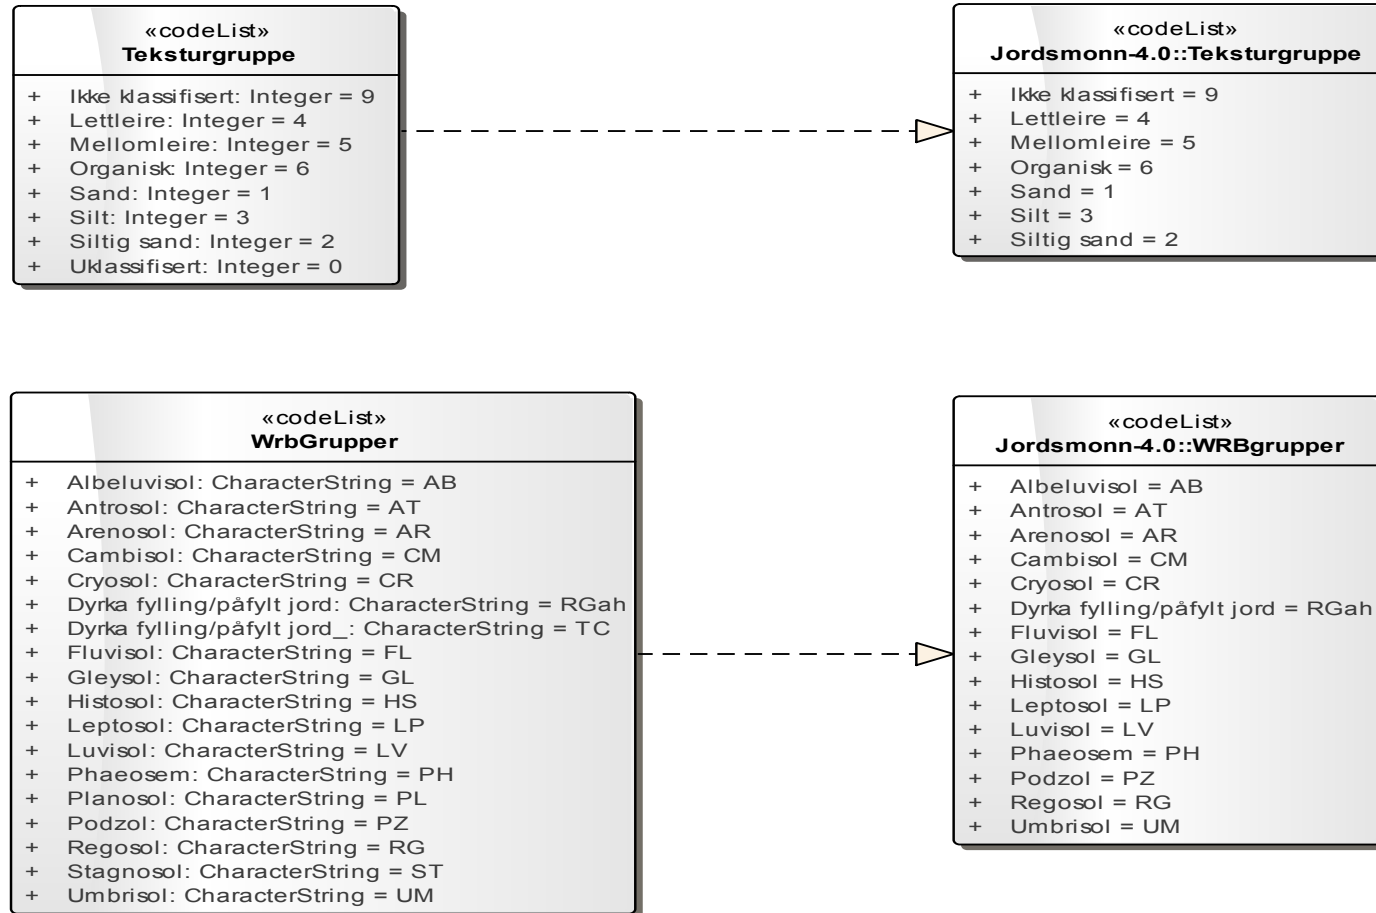 «codeList»
Teksturgruppe
+ Ikke klassifisert: Integer = 9
+ Lettleire: Integer = 4
+ Mellomleire: Integer = 5
+ Organisk: Integer = 6
+ Sand: Integer = 1
+ Silt: Integer = 3
+ Siltig sand: Integer = 2
+ Uklassifisert: Integer = 0
«codeList»
Jordsmonn-4.0::Teksturgruppe
+ Ikke klassifisert = 9
+ Lettleire = 4
+ Mellomleire = 5
+ Organisk = 6
+ Sand = 1
+ Silt = 3
+ Siltig sand = 2
«codeList»
WrbGrupper
+ Albeluvisol: CharacterString = AB
+ Antrosol: CharacterString = AT
+ Arenosol: CharacterString = AR
+ Cambisol: CharacterString = CM
+ Cryosol: CharacterString = CR
+ Dyrka fylling/påfylt jord: CharacterString = RGah
+ Dyrka fylling/påfylt jord_: CharacterString = TC
+ Fluvisol: CharacterString = FL
+ Gleysol: CharacterString = GL
+ Histosol: CharacterString = HS
+ Leptosol: CharacterString = LP
+ Luvisol: CharacterString = LV
+ Phaeosem: CharacterString = PH
+ Planosol: CharacterString = PL
+ Podzol: CharacterString = PZ
+ Regosol: CharacterString = RG
+ Stagnosol: CharacterString = ST
+ Umbrisol: CharacterString = UM
«codeList»
Jordsmonn-4.0::WRBgrupper
+ Albeluvisol = AB
+ Antrosol = AT
+ Arenosol = AR
+ Cambisol = CM
+ Cryosol = CR
+ Dyrka fylling/påfylt jord = RGah
+ Fluvisol = FL
+ Gleysol = GL
+ Histosol = HS
+ Leptosol = LP
+ Luvisol = LV
+ Phaeosem = PH
+ Podzol = PZ
+ Regosol = RG
+ Umbrisol = UM